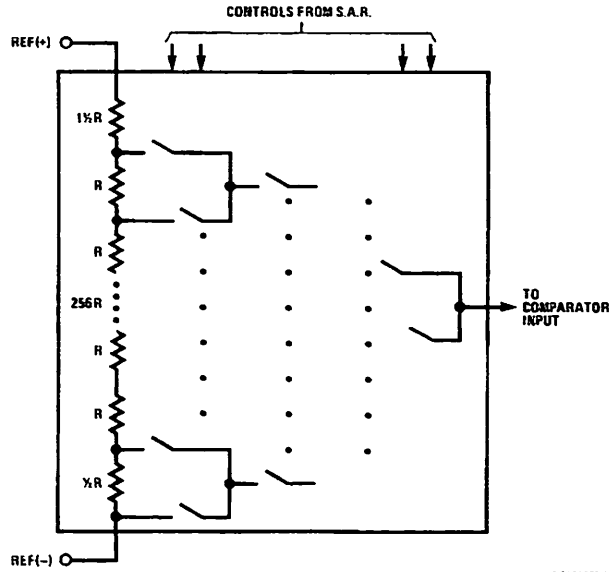 CONTROLS FROM S.A.R.
REF(+)
1½R
R
R
256R
R
R
½R
REF(−)
TO
COMPARATOR
INPUT